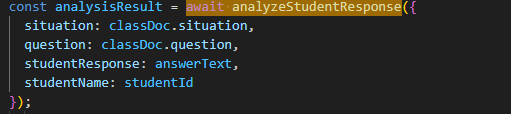 const analysisResult = await analyzeStudentResponse({
situation: classDoc.situation,
question: classDoc.question,
studentResponse: answerText,
studentName: studentId
});